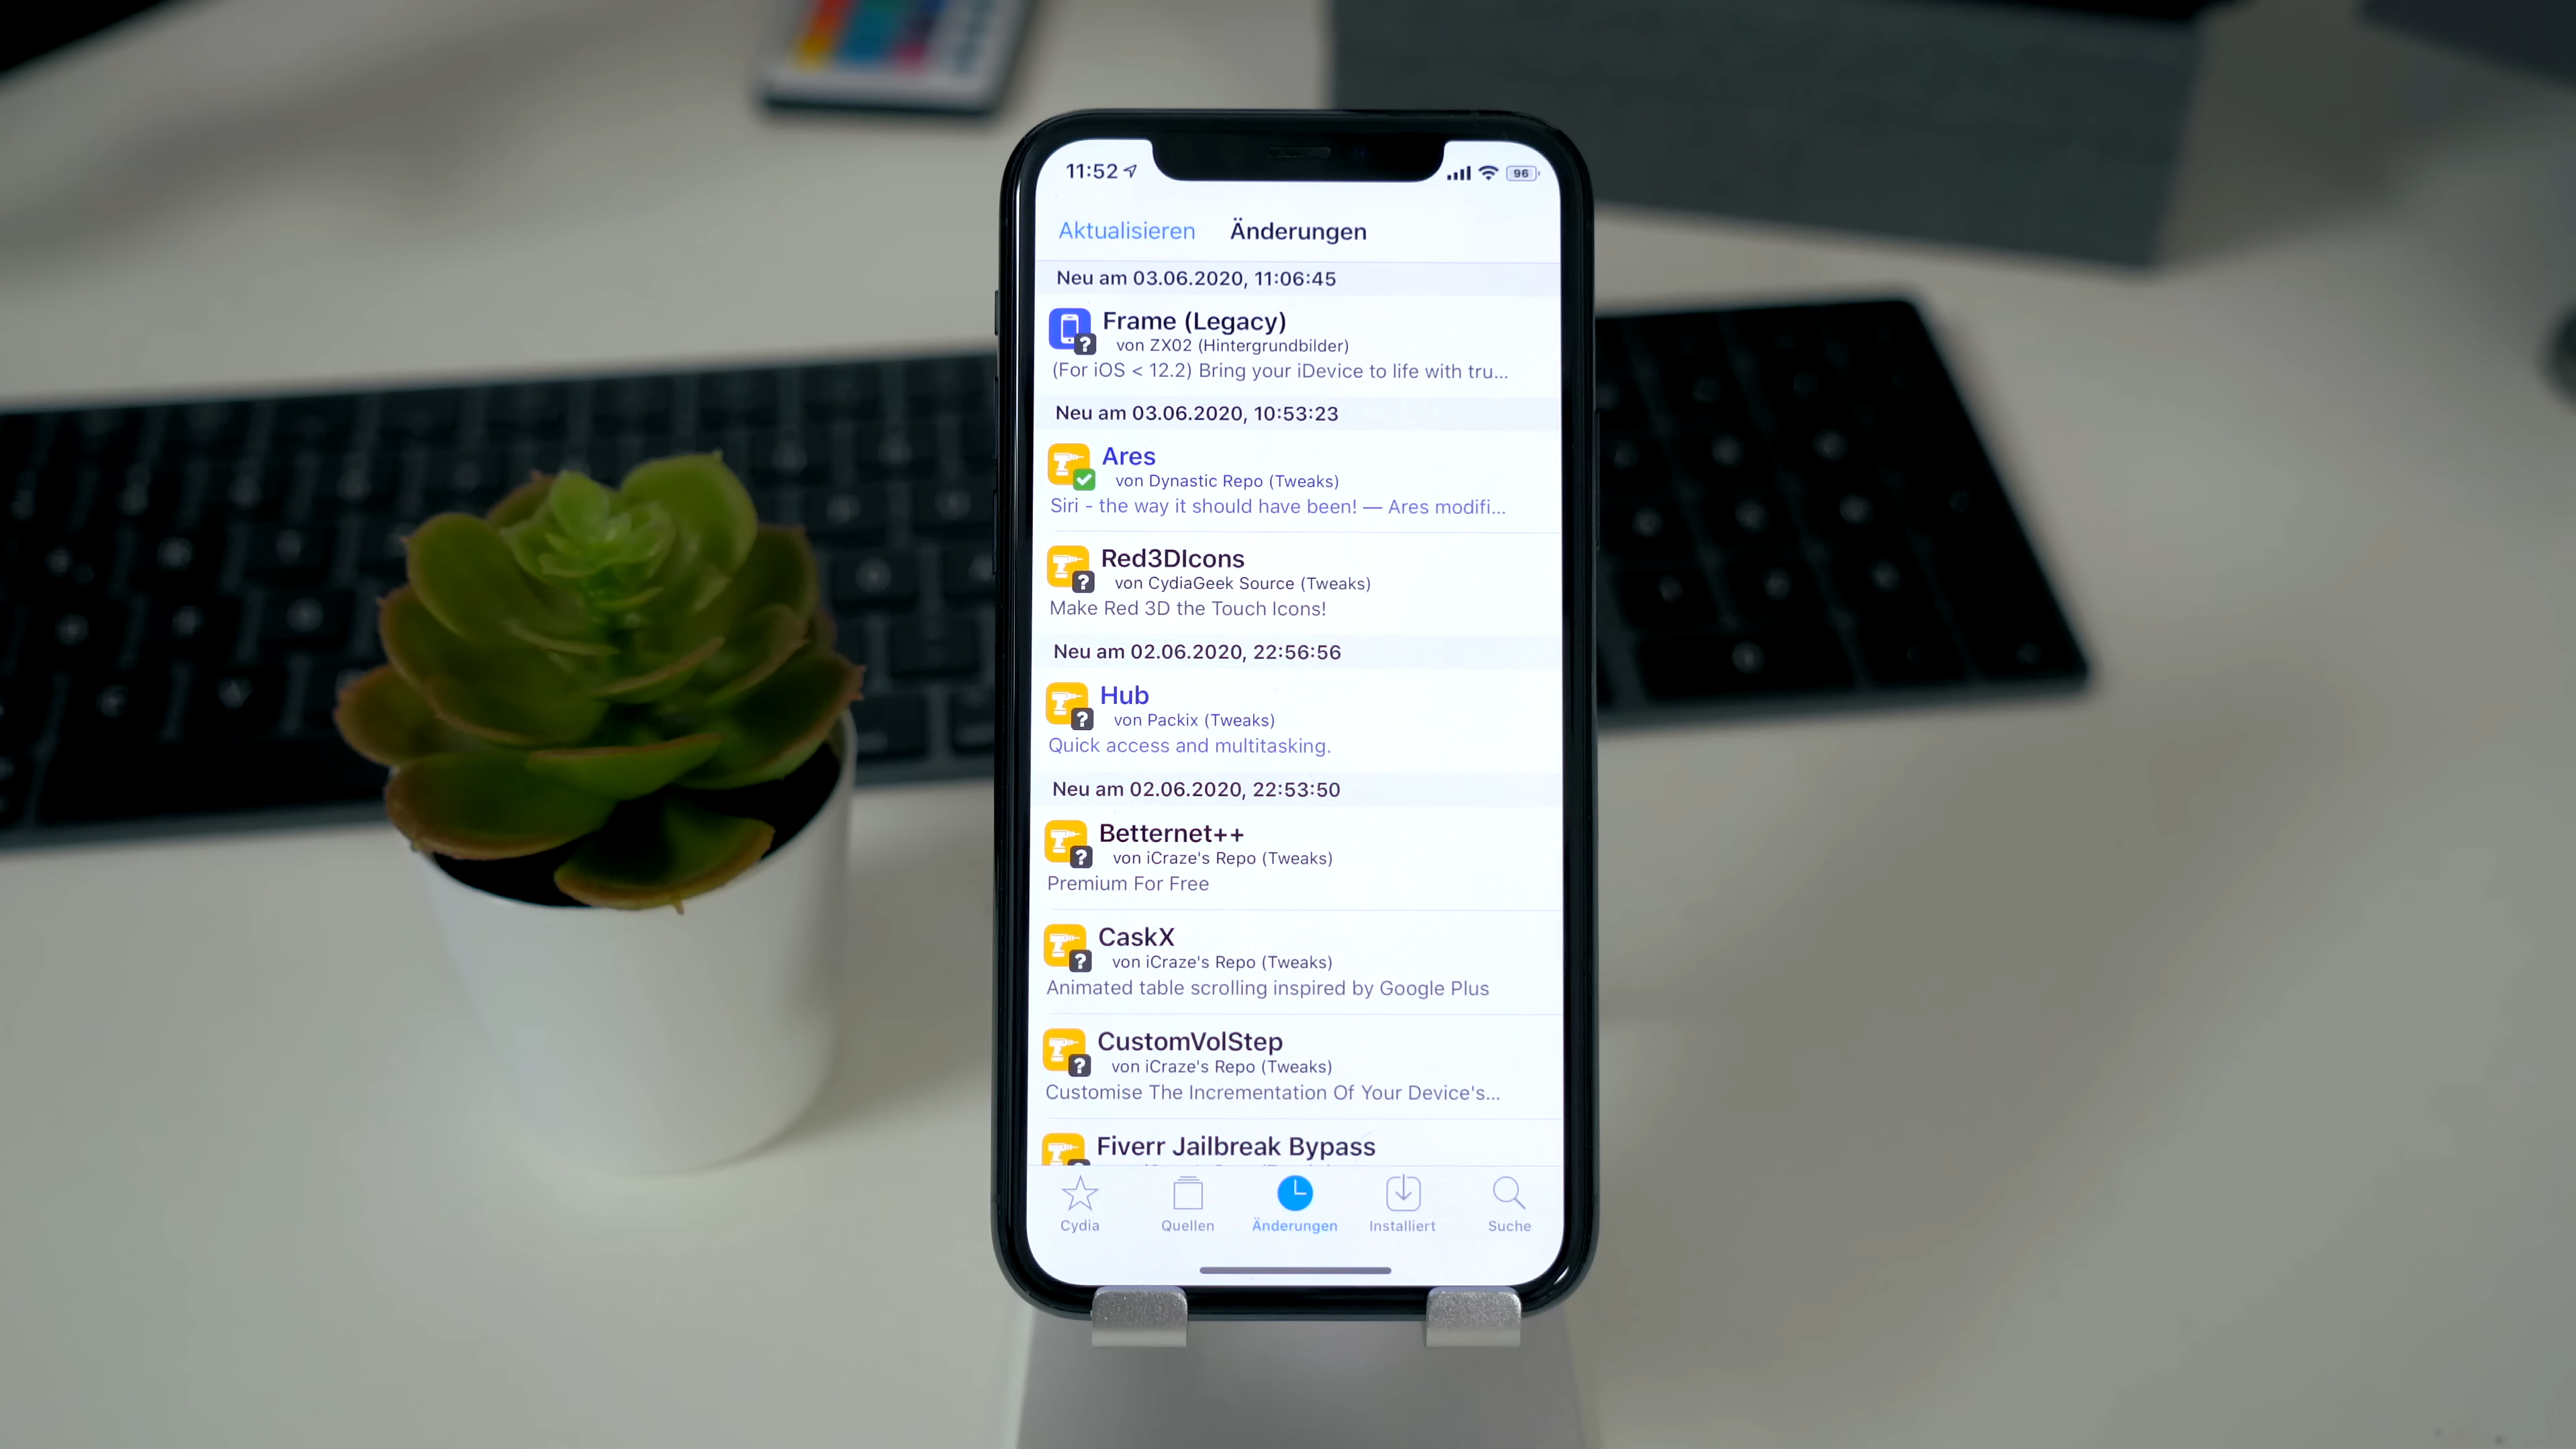 11:52
96
Aktualisieren Änderungen
Neu am 03.06.2020, 11:06:45
Frame (Legacy)
von ZX02 (Hintergrundbilder)
(For iOS < 12.2) Bring your iDevice to life with tru...
Neu am 03.06.2020, 10:53:23
Ares
von Dynastic Repo (Tweaks)
Siri - the way it should have been! — Ares modifi...
Red3DIcons
von CydiaGeek Source (Tweaks)
Make Red 3D the Touch Icons!
Neu am 02.06.2020, 22:56:56
Hub
von Packix (Tweaks)
Quick access and multitasking.
Neu am 02.06.2020, 22:53:50
Betternet++
von iCraze's Repo (Tweaks)
Premium For Free
CaskX
von iCraze's Repo (Tweaks)
Animated table scrolling inspired by Google Plus
CustomVolStep
von iCraze's Repo (Tweaks)
Customise The Incrementation Of Your Device's...
Fiverr Jailbreak Bypass
Cydia Quellen Änderungen Installiert Suche